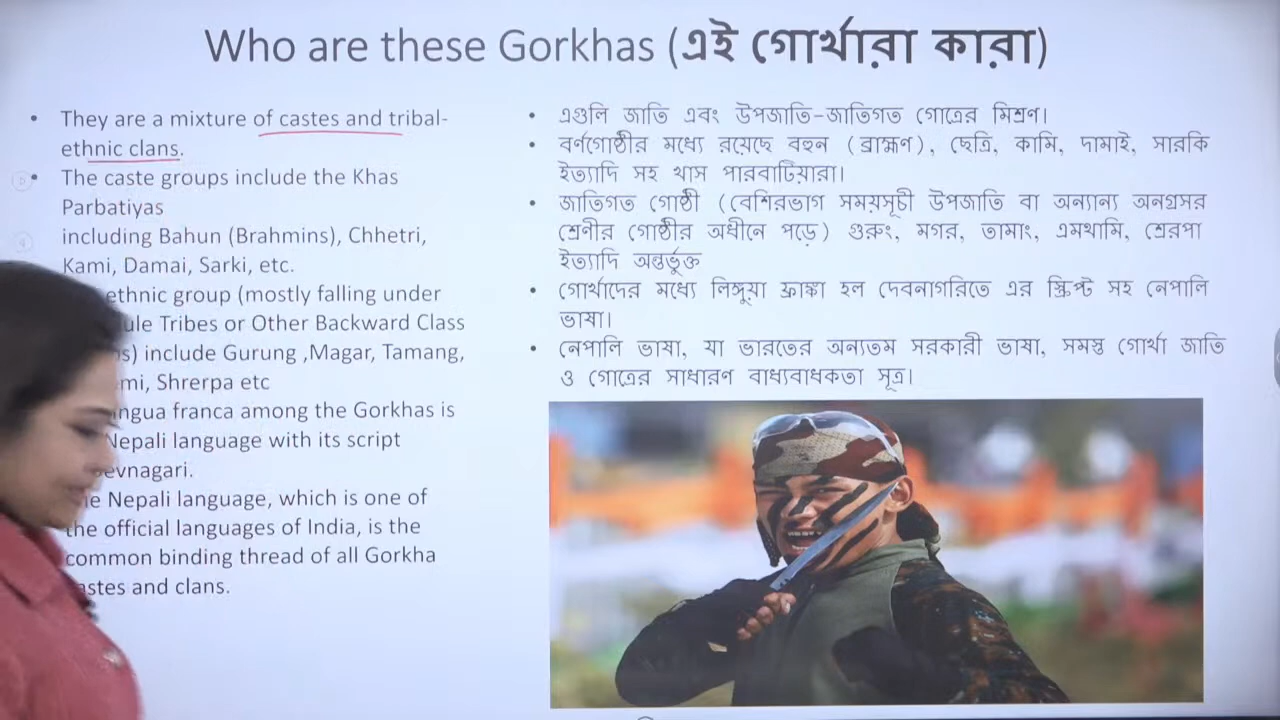 Who are these Gorkhas (এই গোর্খারা কারা)
• They are a mixture of castes and tribal-
ethnic clans.
• The caste groups include the Khas
Parbatiyas
including Bahun (Brahmins), Chhetri,
Kami, Damai, Sarki, etc.
ethnic group (mostly falling under
ule Tribes or Other Backward Class
s) include Gurung ,Magar, Tamang,
mi, Shrerpa etc
ngua franca among the Gorkhas is
Nepali language with its script
evnagari.
e Nepali language, which is one of
the official languages of India, is the
common binding thread of all Gorkha
astes and clans.
• এগুলি জাতি এবং উপজাতি-জাতিগত গোত্রের মিশ্রণ।
• বর্ণগোষ্ঠীর মধ্যে রয়েছে বহুন (ব্রাহ্মণ), ছেত্রি, কামি, দামাই, সারকি
ইত্যাদি সহ খাস পারবাটিয়ারা।
• জাতিগত গোষ্ঠী (বেশিরভাগ সময়সূচী উপজাতি বা অন্যান্য অনগ্রসর
শ্রেণীর গোষ্ঠীর অধীনে পড়ে) গুরুং, মগর, তামাং, এমথামি, শ্রেরপা
ইত্যাদি অন্তর্ভুক্ত
• গোর্খাদের মধ্যে লিঙ্গুয়া ফ্রাঙ্কা হল দেবনাগরিতে এর স্ক্রিপ্ট সহ নেপালি
ভাষা।
• নেপালি ভাষা, যা ভারতের অন্যতম সরকারী ভাষা, সমস্ত গোর্খা জাতি
ও গোত্রের সাধারণ বাধ্যবাধকতা সূত্র।